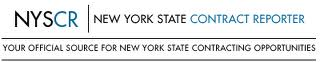 NYSCR NEW YORK STATE CONTRACT REPORTER
YOUR OFFICIAL SOURCE FOR NEW YORK STATE CONTRACTING OPPORTUNITIES